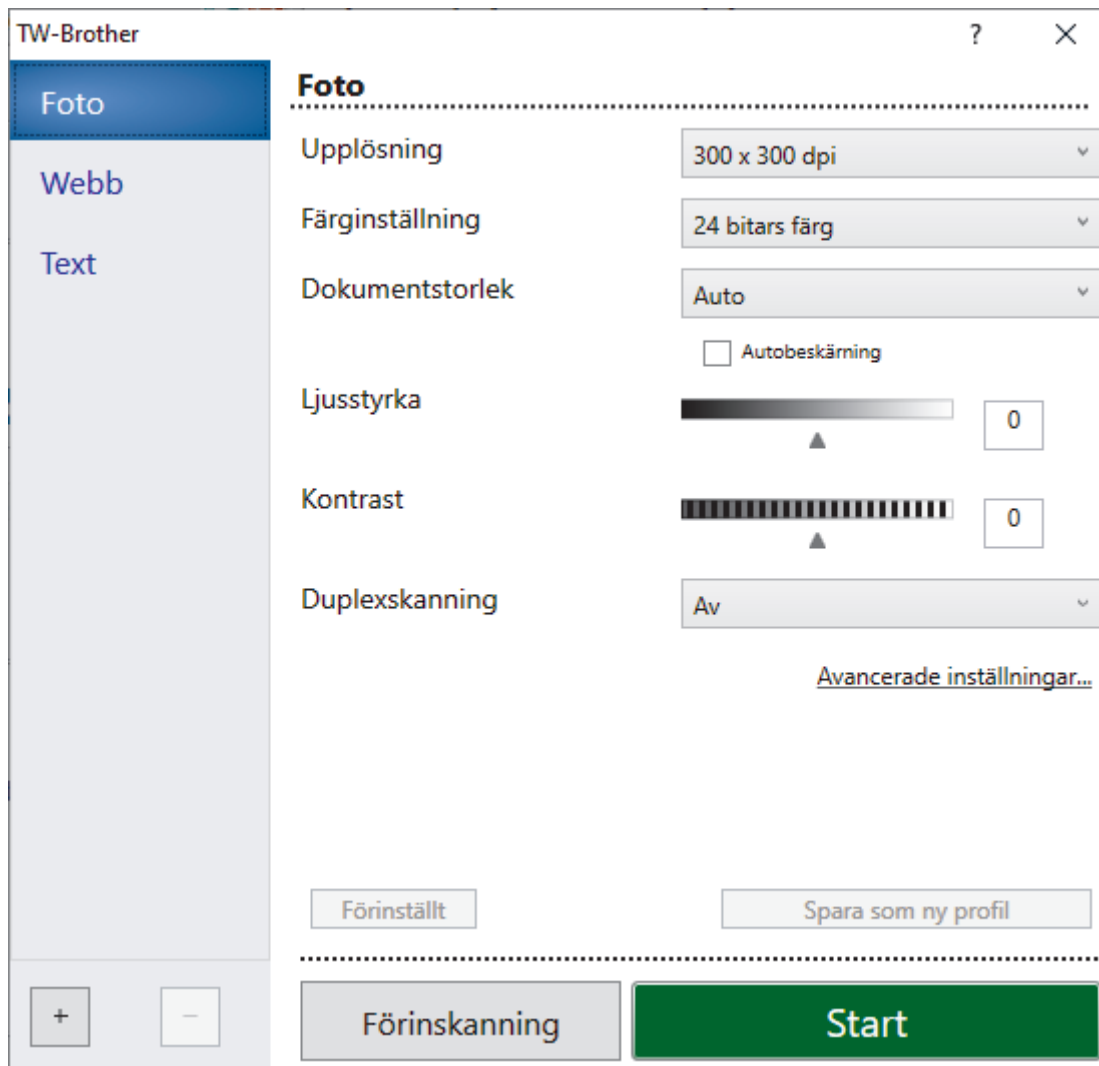 TW-Brother ?
Foto
Webb
Text
Foto
Upplösning 300 x 300 dpi
Färginställning 24 bitars färg
Dokumentstorlek Auto
Autobeskärning
Ljusstyrka 0
Kontrast 0
Duplexskanning Av
Avancerade inställningar...
Förinställt Spara som ny profil
+ −
Förinskanning Start